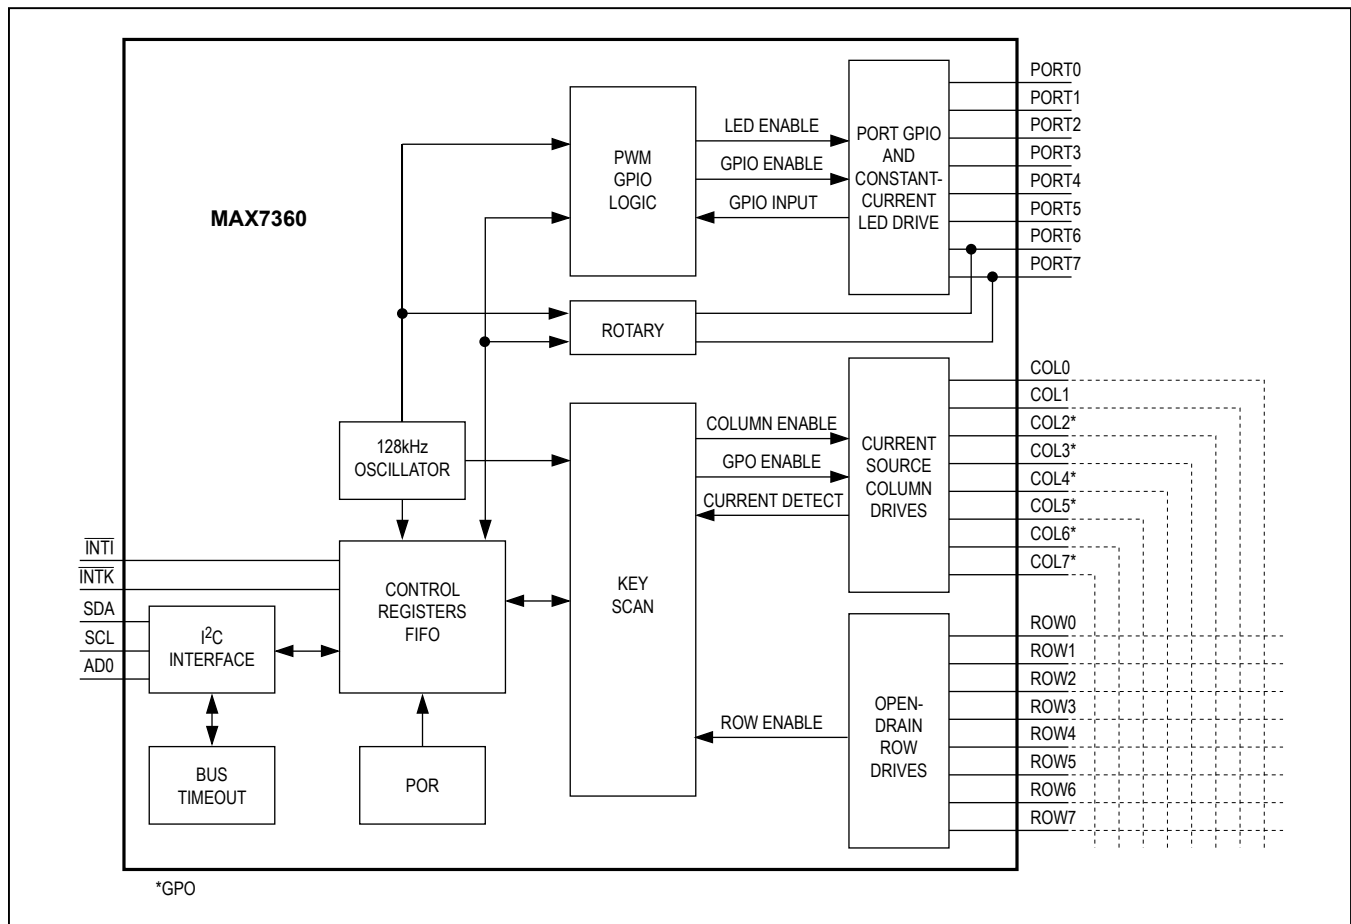 MAX7360
PWM
GPIO
LOGIC
LED ENABLE
GPIO ENABLE
GPIO INPUT
PORT GPIO
AND
CONSTANT-
CURRENT
LED DRIVE
PORT0
PORT1
PORT2
PORT3
PORT4
PORT5
PORT6
PORT7
ROTARY
128kHz
OSCILLATOR
COLUMN ENABLE
GPO ENABLE
CURRENT DETECT
CURRENT
SOURCE
COLUMN
DRIVES
COL0
COL1
COL2*
COL3*
COL4*
COL5*
COL6*
COL7*
INTI
INTK
SDA
SCL
AD0
I2C
INTERFACE
CONTROL
REGISTERS
FIFO
KEY
SCAN
BUS
TIMEOUT
POR
ROW ENABLE
OPEN-
DRAIN
ROW
DRIVES
ROW0
ROW1
ROW2
ROW3
ROW4
ROW5
ROW6
ROW7
*GPO